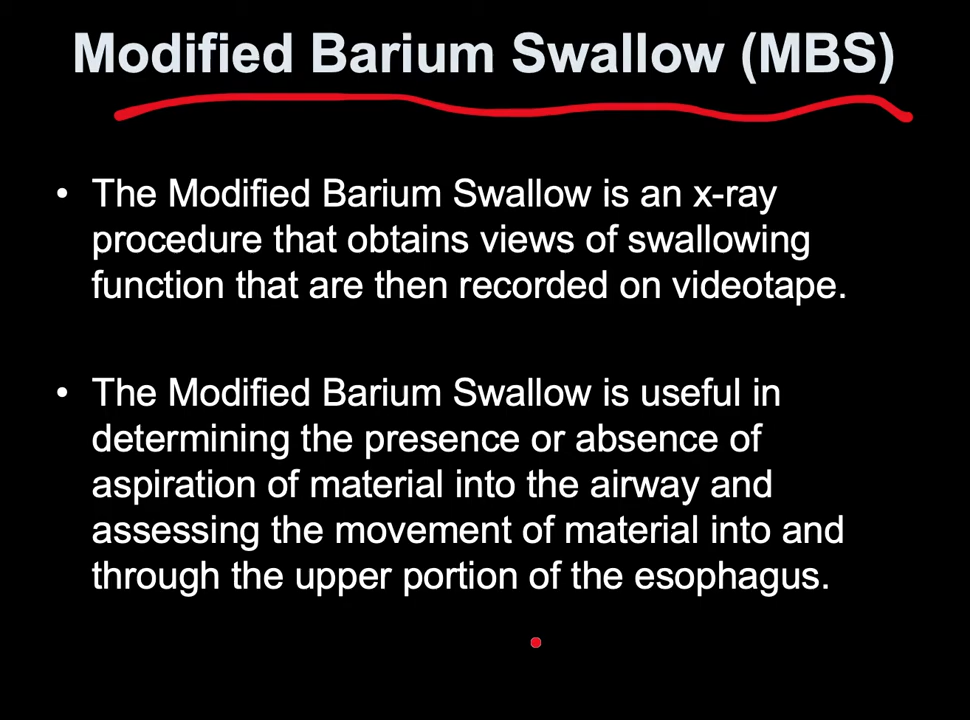 Modified Barium Swallow (MBS)
• The Modified Barium Swallow is an x-ray
procedure that obtains views of swallowing
function that are then recorded on videotape.
• The Modified Barium Swallow is useful in
determining the presence or absence of
aspiration of material into the airway and
assessing the movement of material into and
through the upper portion of the esophagus.